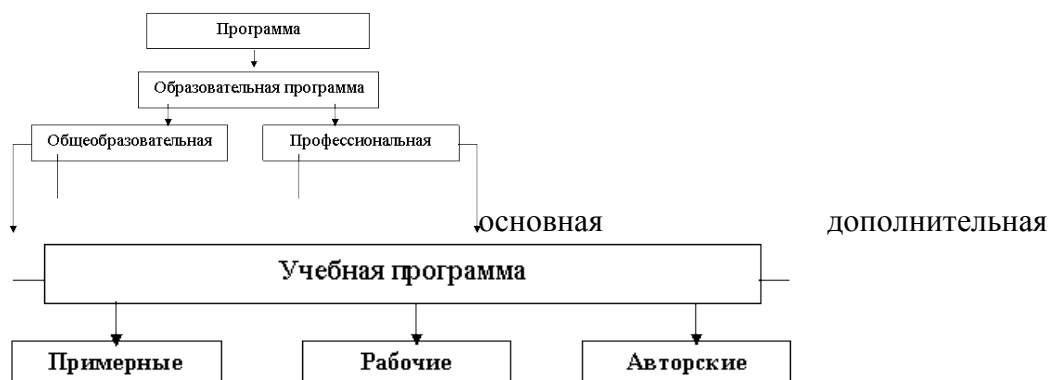 Программа
Образовательная программа
Общеобразовательная Профессиональная
основная дополнительная
Учебная программа
Примерные Рабочие Авторские